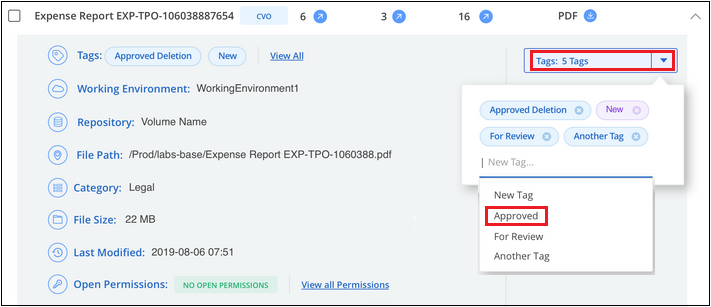 Expense Report EXP-TPO-106038887654 CVO 6 3 16 PDF
Tags: Approved Deletion New View All
Working Environment: WorkingEnvironment1
Repository: Volume Name
File Path: /Prod/labs-base/Expense Report EXP-TPO-1060388.pdf
Category: Legal
File Size: 22 MB
Last Modified: 2019-08-06 07:51
Open Permissions: NO OPEN PERMISSIONS View all Permissions
Tags: 5 Tags
Approved Deletion New
For Review Another Tag
New Tag...
New Tag
Approved
For Review
Another Tag